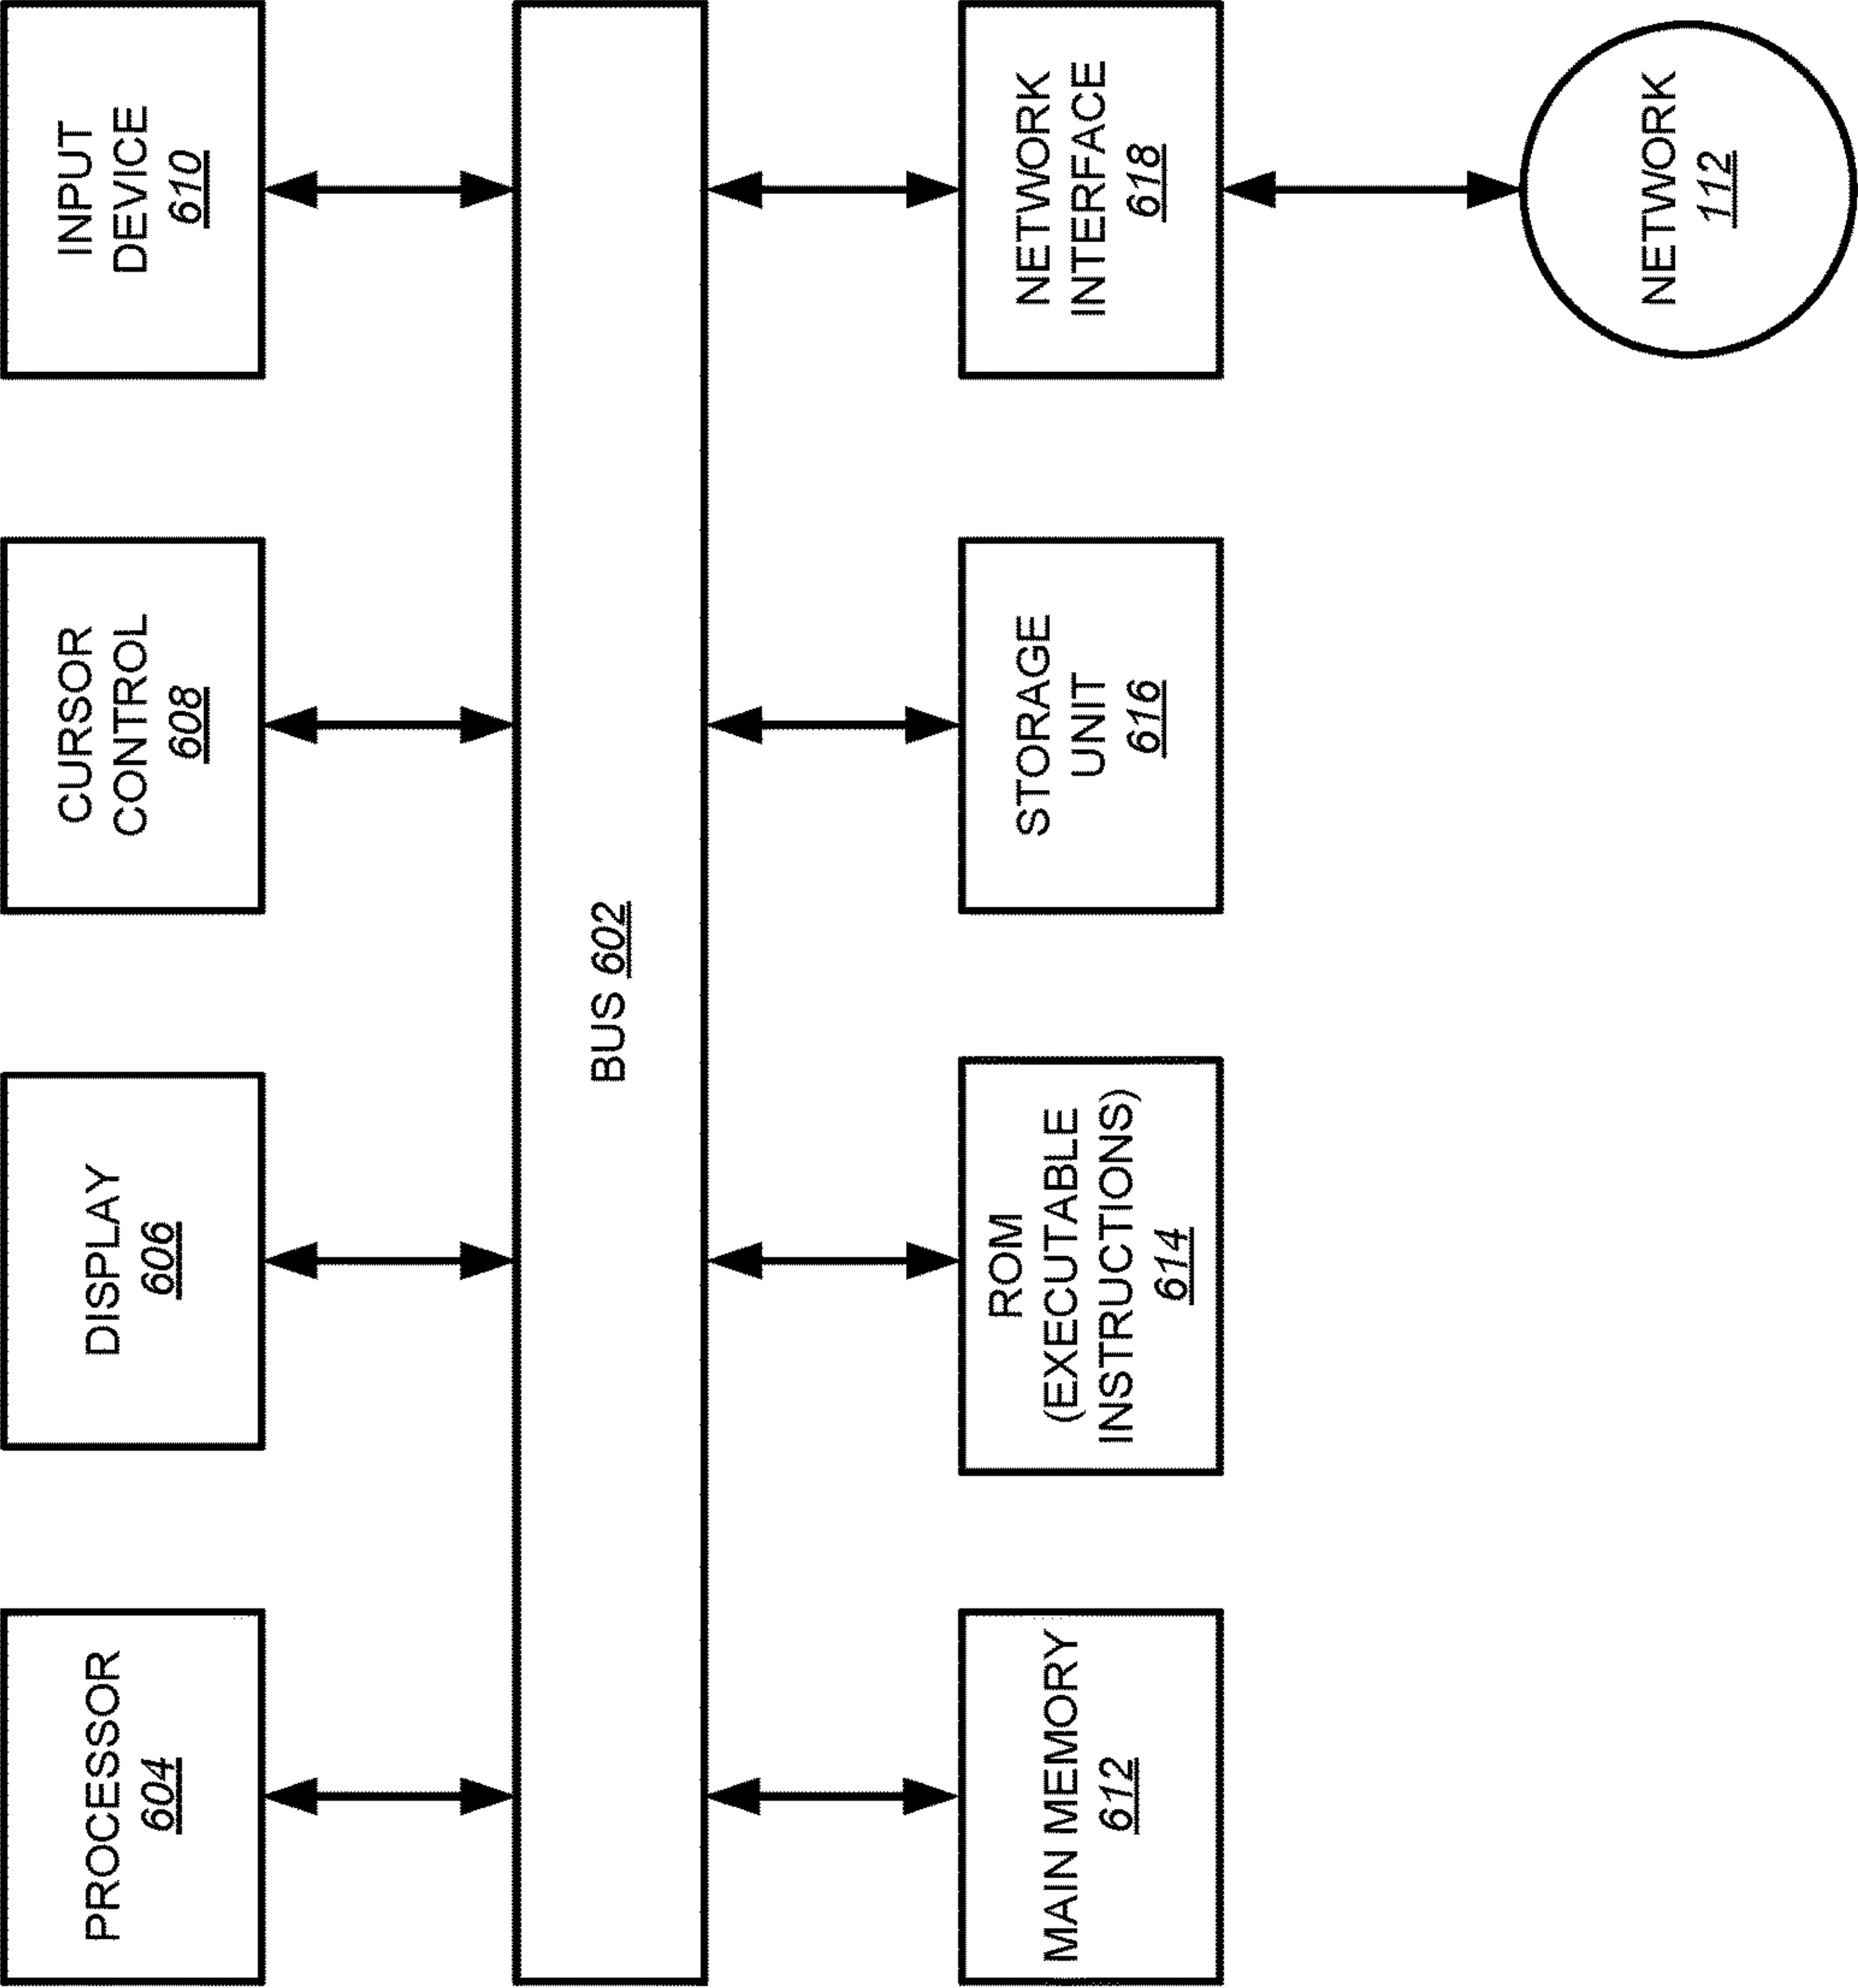 PROCESSOR
604
DISPLAY
606
CURSOR
CONTROL
608
INPUT
DEVICE
610
BUS 602
MAIN MEMORY
612
ROM
(EXECUTABLE
INSTRUCTIONS)
614
STORAGE
UNIT
616
NETWORK
INTERFACE
618
NETWORK
112